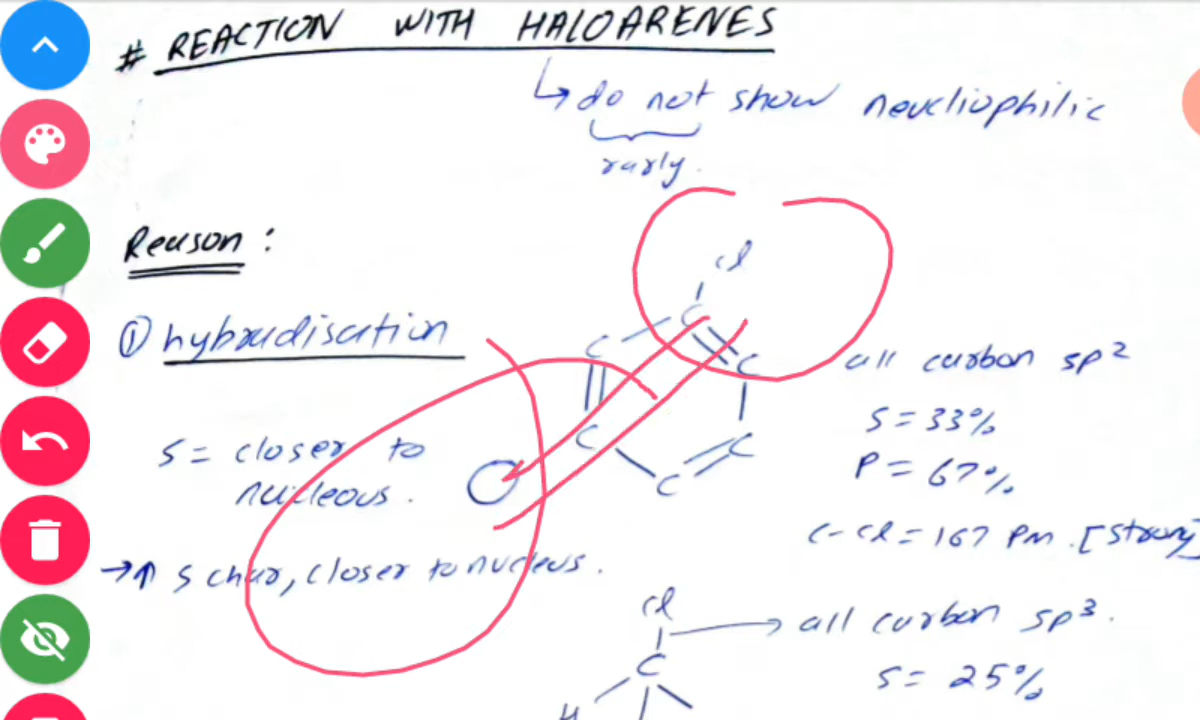 # REACTION WITH HALOARENES
↳ do not show neucliophilic
rarly.
Reason :
① hybraudisation
Cl
C
C
C
C
C
C
all carbon sp²
S = 33%
P = 67%
C-Cl = 167 Pm. [strong]
S = closer to
nucleous.
→↑ S char, closer to nucleus.
Cl
C
H
→ all carbon sp³.
S = 25%